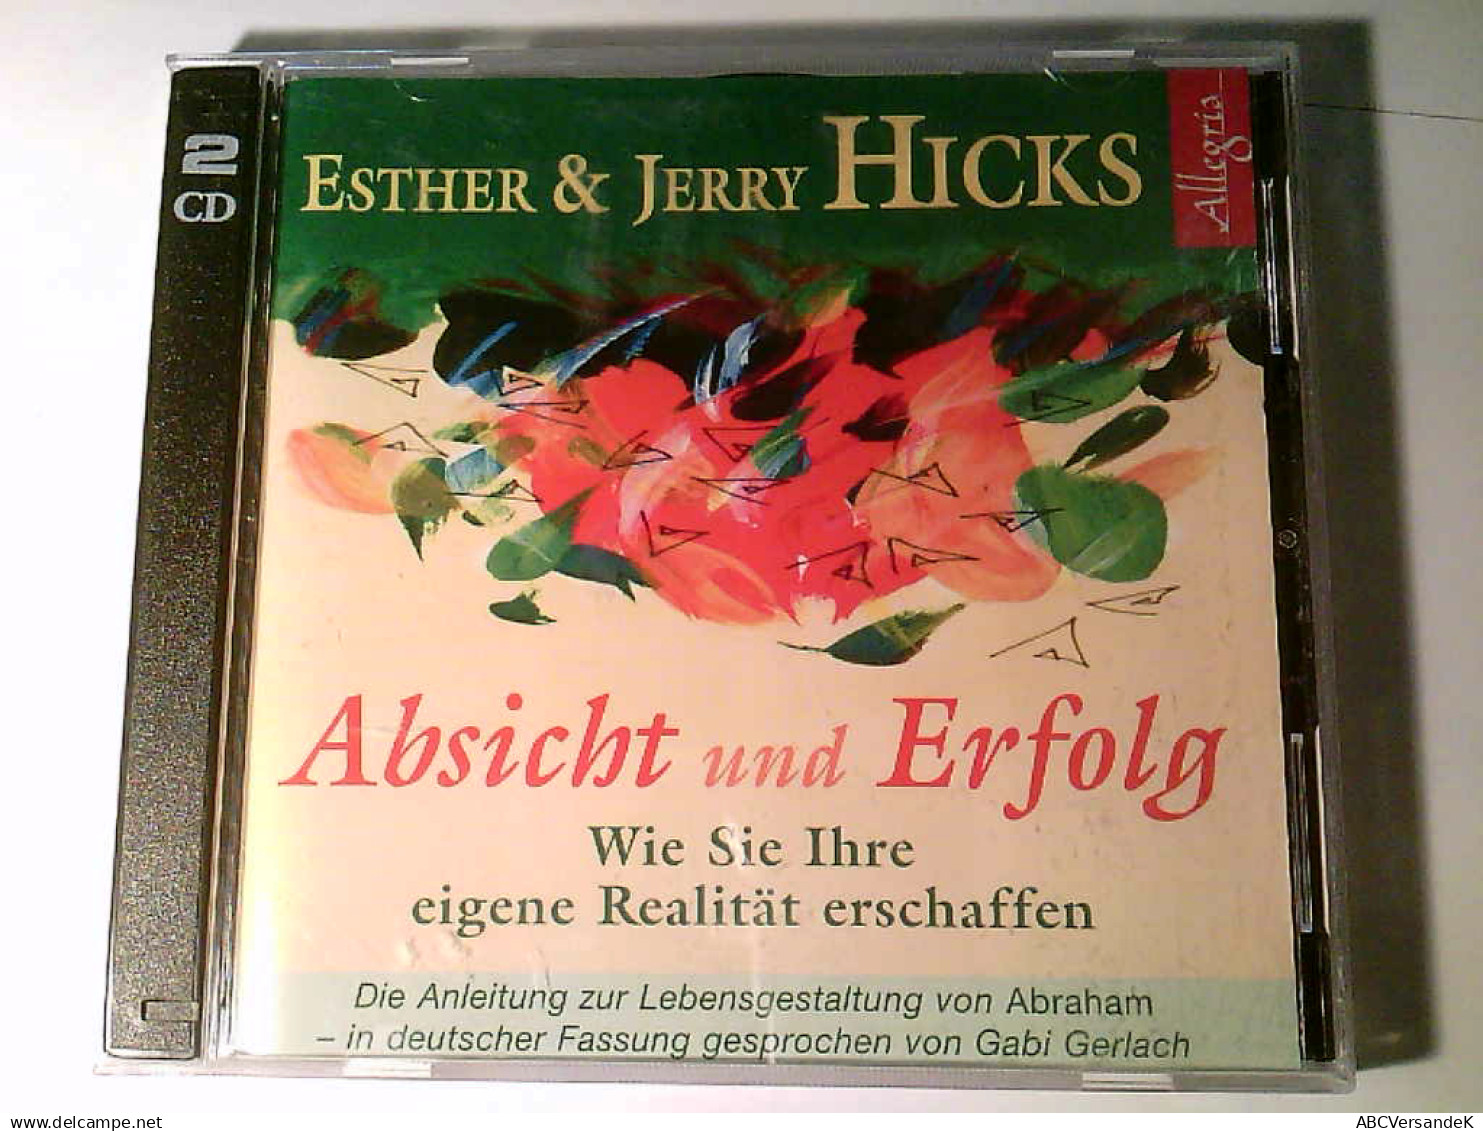 2
CD
ESTHER & JERRY HICKS
Allegria
Absicht und Erfolg
Wie Sie Ihre
eigene Realität erschaffen
Die Anleitung zur Lebensgestaltung von Abraham
– in deutscher Fassung gesprochen von Gabi Gerlach
www.delcampe.net
ABCVersandeK